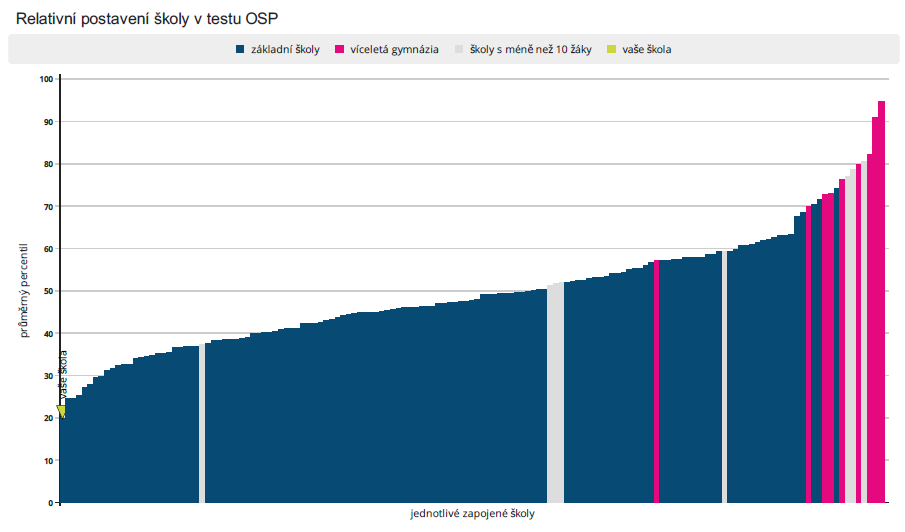 Relativní postavení školy v testu OSP
základní školy víceletá gymnázia školy s méně než 10 žáky vaše škola
100
90
80
70
60
50
40
30
20
10
0
průměrný percentil
vaše škola
jednotlivé zapojené školy